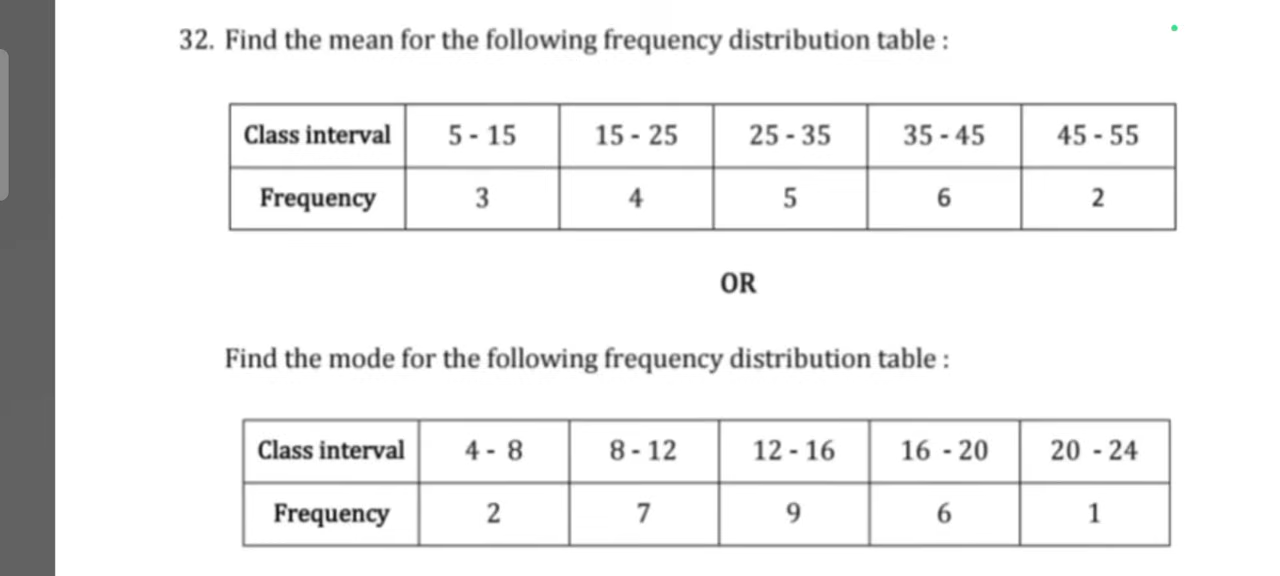 32. Find the mean for the following frequency distribution table :
Class interval 5 - 15 15 - 25 25 - 35 35 - 45 45 - 55
Frequency 3 4 5 6 2
OR
Find the mode for the following frequency distribution table :
Class interval 4 - 8 8 - 12 12 - 16 16 - 20 20 - 24
Frequency 2 7 9 6 1